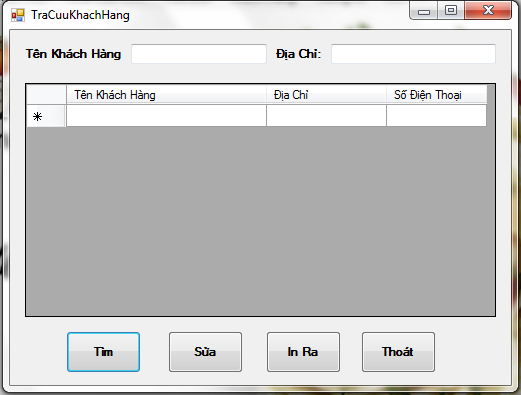 TraCuuKhachHang
Tên Khách Hàng Địa Chỉ:
Tên Khách Hàng Địa Chỉ Số Điện Thoại
Tìm Sửa In Ra Thoát